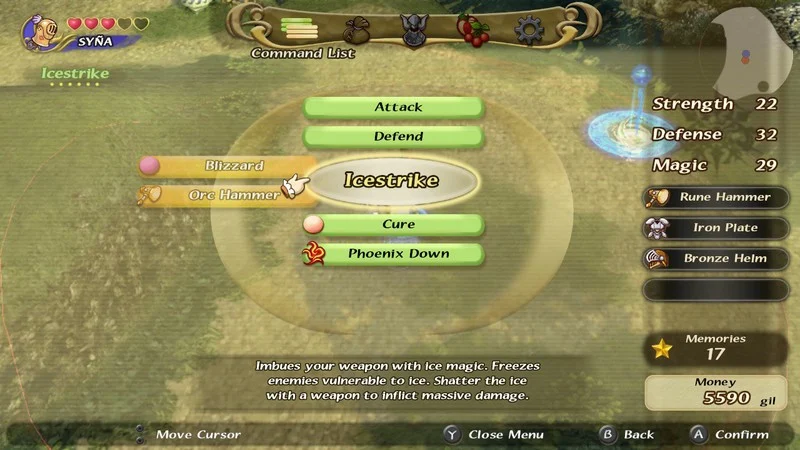 SYÑA
Command List
Icestrike
Attack
Defend
Blizzard
Orc Hammer
Icestrike
Cure
Phoenix Down
Strength 22
Defense 32
Magic 29
Rune Hammer
Iron Plate
Bronze Helm
Memories
17
Money
5590 gil
Imbues your weapon with ice magic. Freezes
enemies vulnerable to ice. Shatter the ice
with a weapon to inflict massive damage.
Move Cursor
Y Close Menu
B Back
A Confirm